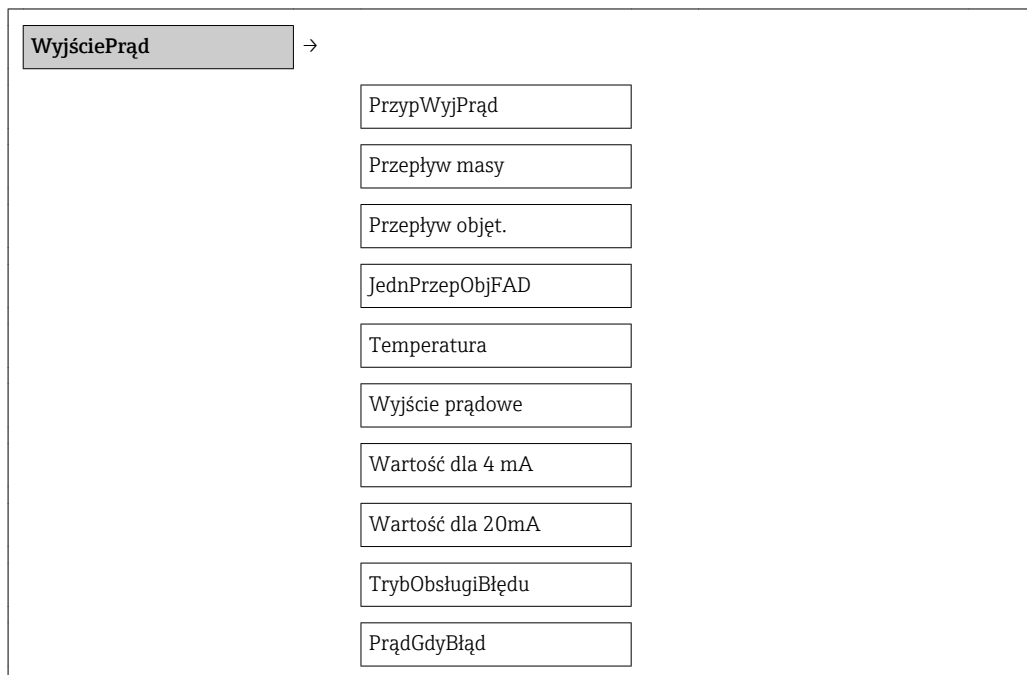 WyjściePrąd →
PrzypWyjPrąd
Przepływ masy
Przepływ objęt.
JednPrzepObjFAD
Temperatura
Wyjście prądowe
Wartość dla 4 mA
Wartość dla 20mA
TrybObsługiBłędu
PrądGdyBłąd